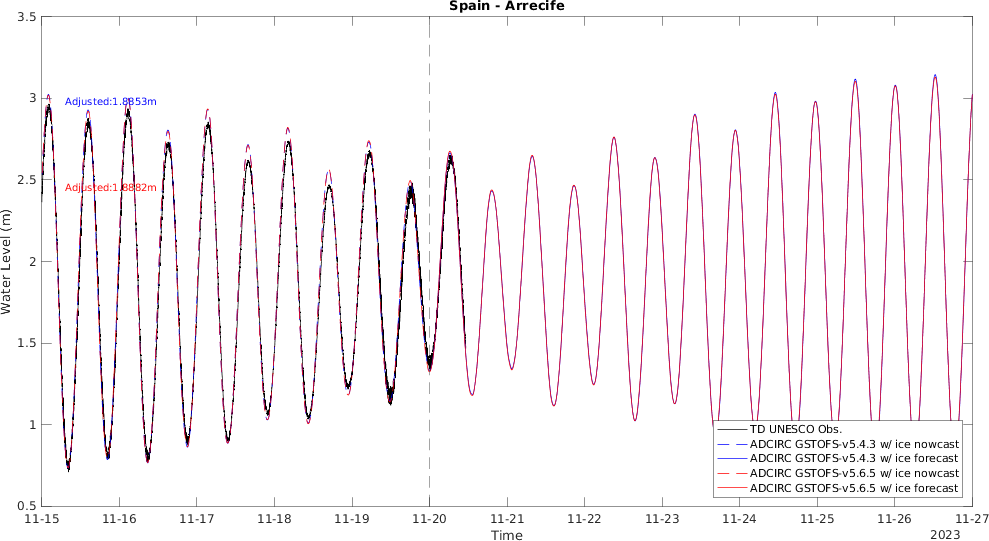 Spain - Arrecife
3.5
3
2.5
2
1.5
1
0.5
Water Level (m)
Adjusted:1.8853m
Adjusted:1.8882m
TD UNESCO Obs.
ADCIRC GSTOFS-v5.4.3 w/ ice nowcast
ADCIRC GSTOFS-v5.4.3 w/ ice forecast
ADCIRC GSTOFS-v5.6.5 w/ ice nowcast
ADCIRC GSTOFS-v5.6.5 w/ ice forecast
11-15 11-16 11-17 11-18 11-19 11-20 11-21 11-22 11-23 11-24 11-25 11-26 11-27
Time
2023